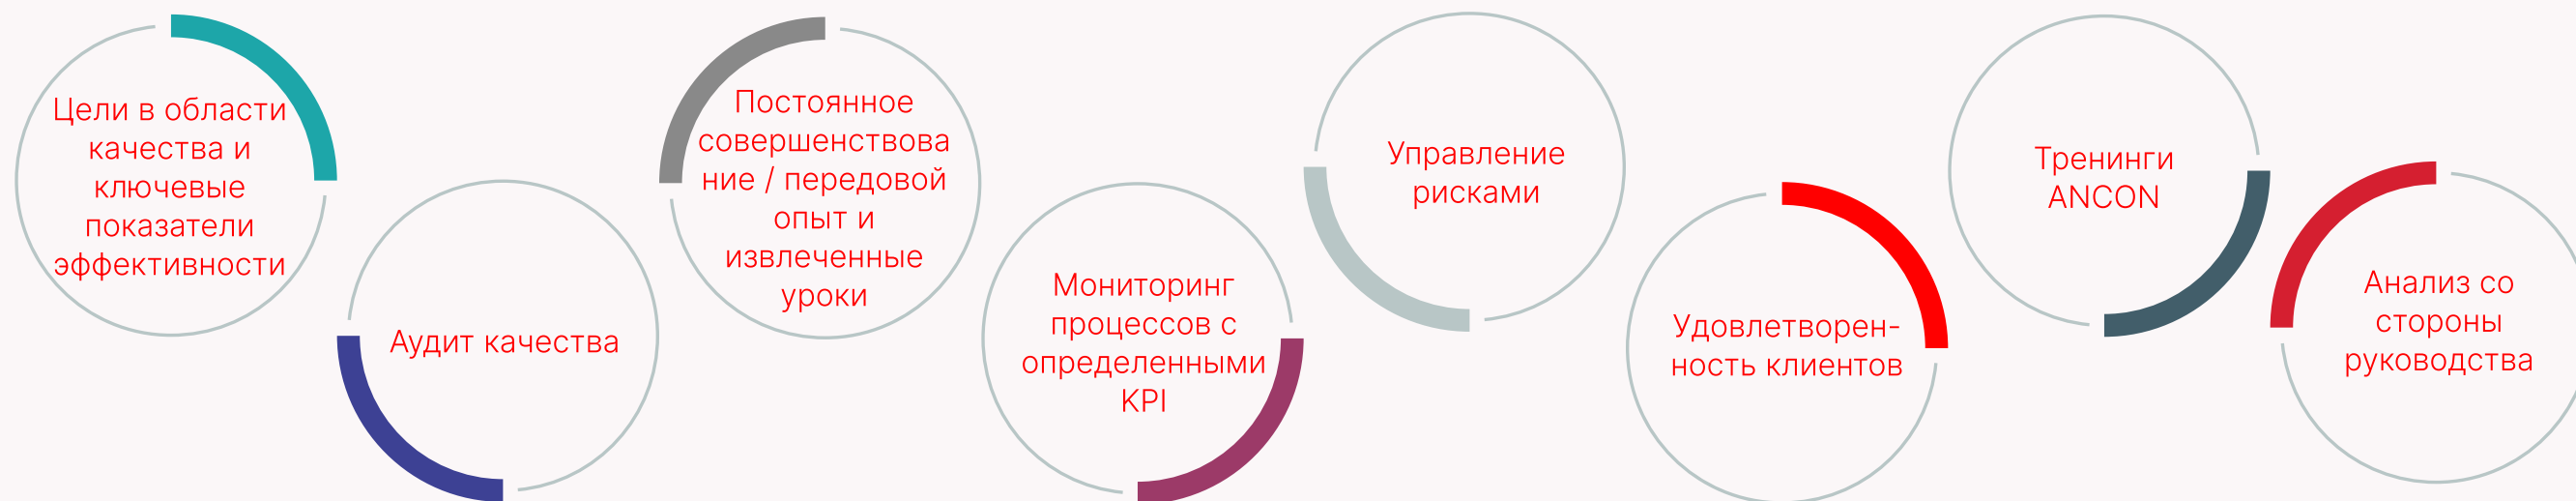 Цели в области
качества и
ключевые
показатели
эффективности
Аудит качества
Постоянное
совершенствова
ние / передовой
опыт и
извлеченные
уроки
Мониторинг
процессов с
определенными
KPI
Управление
рисками
Удовлетворен-
ность клиентов
Тренинги
ANCON
Анализ со
стороны
руководства